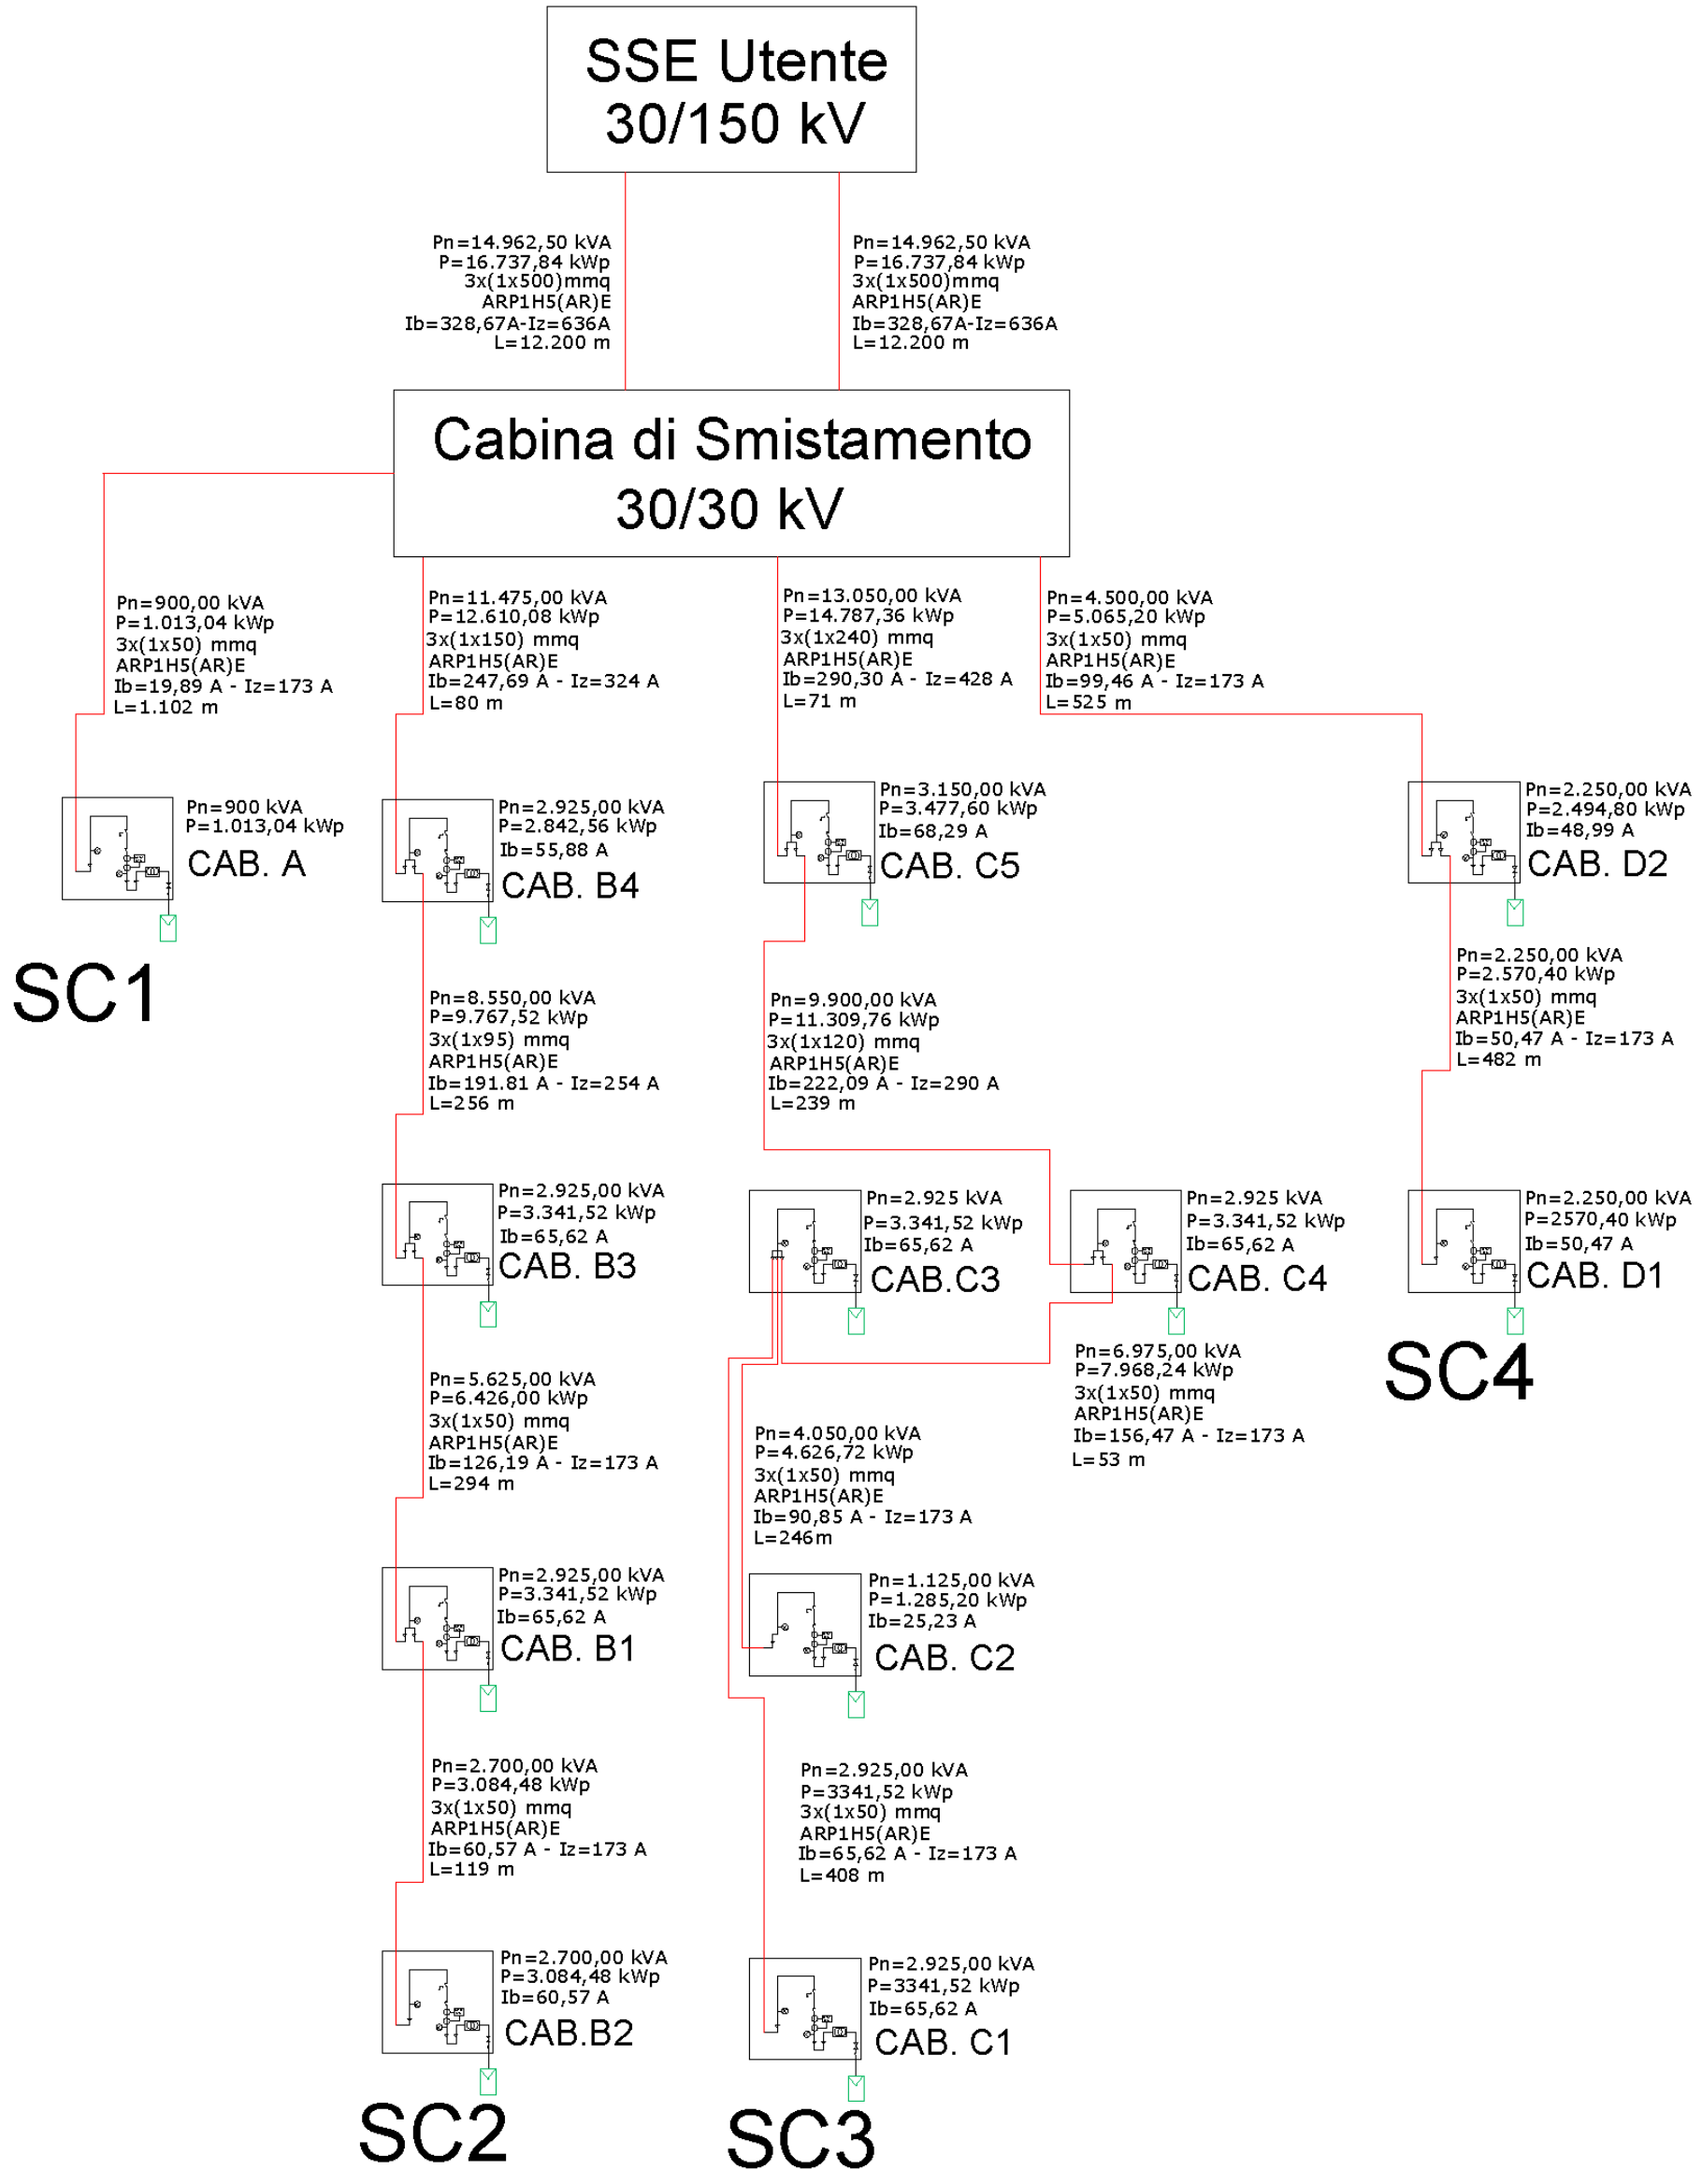 SSE Utente
30/150 kV
Pn=14.962,50 kVA
P=16.737,84 kWp
3x(1x500)mmq
ARP1H5(AR)E
Ib=328,67A-Iz=636A
L=12.200 m
Pn=14.962,50 kVA
P=16.737,84 kWp
3x(1x500)mmq
ARP1H5(AR)E
Ib=328,67A-Iz=636A
L=12.200 m
Cabina di Smistamento
30/30 kV
Pn=900,00 kVA
P=1.013,04 kWp
3x(1x50) mmq
ARP1H5(AR)E
Ib=19,89 A - Iz=173 A
L=1.102 m
Pn=11.475,00 kVA
P=12.610,08 kWp
3x(1x150) mmq
ARP1H5(AR)E
Ib=247,69 A - Iz=324 A
L=80 m
Pn=13.050,00 kVA
P=14.787,36 kWp
3x(1x240) mmq
ARP1H5(AR)E
Ib=290,30 A - Iz=428 A
L=71 m
Pn=4.500,00 kVA
P=5.065,20 kWp
3x(1x50) mmq
ARP1H5(AR)E
Ib=99,46 A - Iz=173 A
L=525 m
Pn=900 kVA
P=1.013,04 kWp
CAB. A
SC1
Pn=2.925,00 kVA
P=2.842,56 kWp
Ib=55,88 A
CAB. B4
Pn=3.150,00 kVA
P=3.477,60 kWp
Ib=68,29 A
CAB. C5
Pn=2.250,00 kVA
P=2.494,80 kWp
Ib=48,99 A
CAB. D2
Pn=8.550,00 kVA
P=9.767,52 kWp
3x(1x95) mmq
ARP1H5(AR)E
Ib=191.81 A - Iz=254 A
L=256 m
Pn=9.900,00 kVA
P=11.309,76 kWp
3x(1x120) mmq
ARP1H5(AR)E
Ib=222,09 A - Iz=290 A
L=239 m
Pn=2.250,00 kVA
P=2.570,40 kWp
3x(1x50) mmq
ARP1H5(AR)E
Ib=50,47 A - Iz=173 A
L=482 m
Pn=2.925,00 kVA
P=3.341,52 kWp
Ib=65,62 A
CAB. B3
Pn=2.925 kVA
P=3.341,52 kWp
Ib=65,62 A
CAB.C3
Pn=2.925 kVA
P=3.341,52 kWp
Ib=65,62 A
CAB. C4
Pn=2.250,00 kVA
P=2570,40 kWp
Ib=50,47 A
CAB. D1
SC4
Pn=5.625,00 kVA
P=6.426,00 kWp
3x(1x50) mmq
ARP1H5(AR)E
Ib=126,19 A - Iz=173 A
L=294 m
Pn=4.050,00 kVA
P=4.626,72 kWp
3x(1x50) mmq
ARP1H5(AR)E
Ib=90,85 A - Iz=173 A
L=246m
Pn=6.975,00 kVA
P=7.968,24 kWp
3x(1x50) mmq
ARP1H5(AR)E
Ib=156,47 A - Iz=173 A
L=53 m
Pn=2.925,00 kVA
P=3.341,52 kWp
Ib=65,62 A
CAB. B1
Pn=1.125,00 kVA
P=1.285,20 kWp
Ib=25,23 A
CAB. C2
Pn=2.700,00 kVA
P=3.084,48 kWp
3x(1x50) mmq
ARP1H5(AR)E
Ib=60,57 A - Iz=173 A
L=119 m
Pn=2.925,00 kVA
P=3341,52 kWp
3x(1x50) mmq
ARP1H5(AR)E
Ib=65,62 A - Iz=173 A
L=408 m
Pn=2.700,00 kVA
P=3.084,48 kWp
Ib=60,57 A
CAB.B2
SC2
Pn=2.925,00 kVA
P=3341,52 kWp
Ib=65,62 A
CAB. C1
SC3